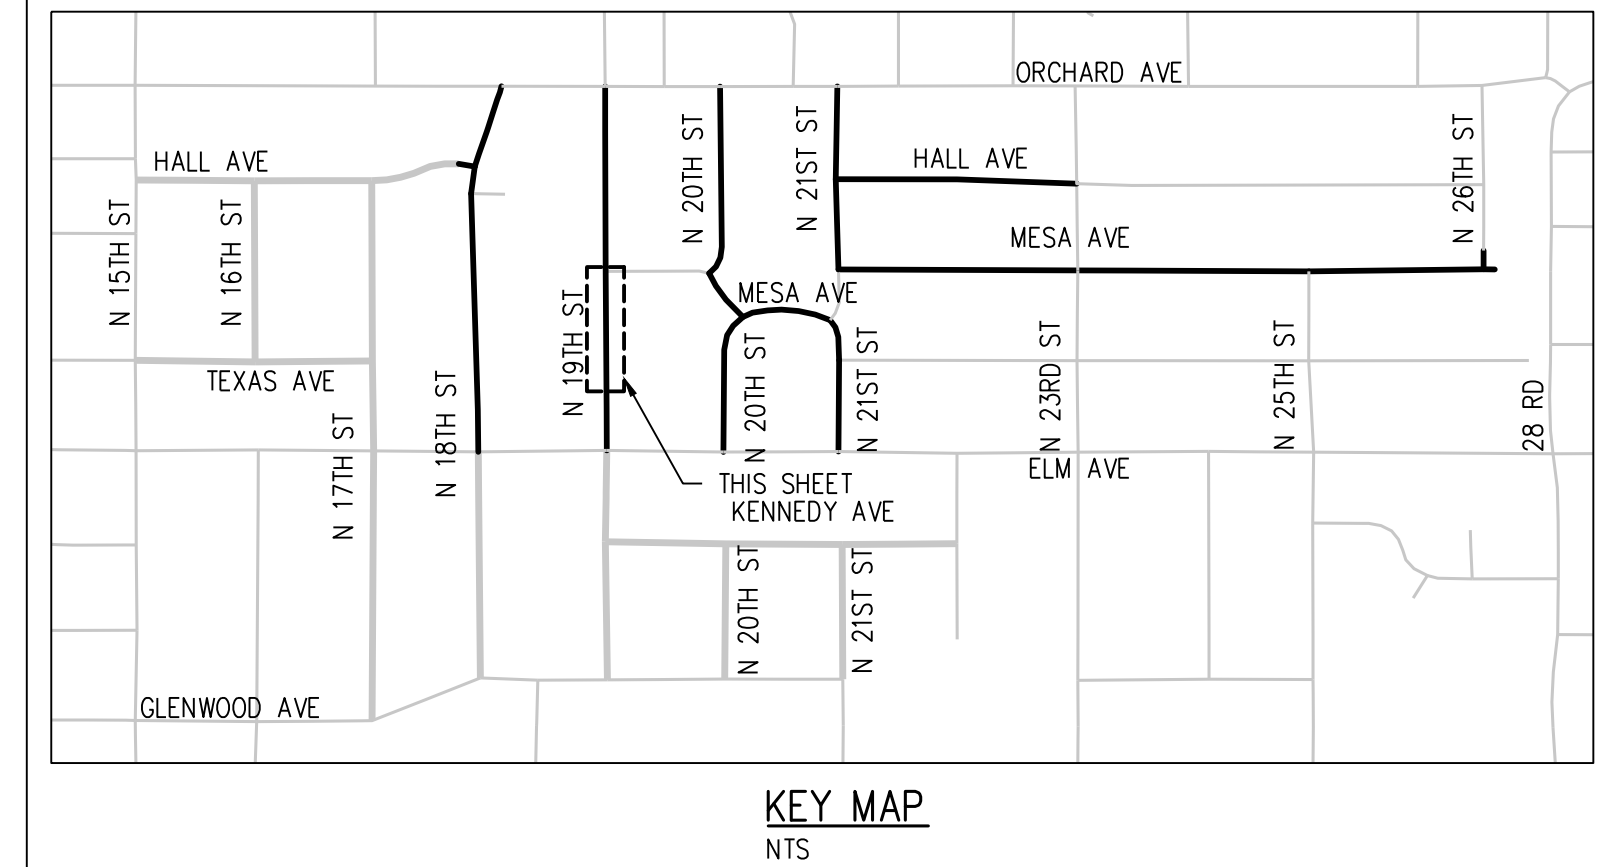 ORCHARD AVE
HALL AVE
N 20TH ST
N 21ST ST
HALL AVE
N 26TH ST
N 15TH ST
N 16TH ST
MESA AVE
N 19TH ST
MESA AVE
TEXAS AVE
N 17TH ST
N 18TH ST
N 20TH ST
N 21ST ST
N 23RD ST
N 25TH ST
28 RD
ELM AVE
THIS SHEET
KENNEDY AVE
N 20TH ST
N 21ST ST
GLENWOOD AVE
KEY MAP
NTS